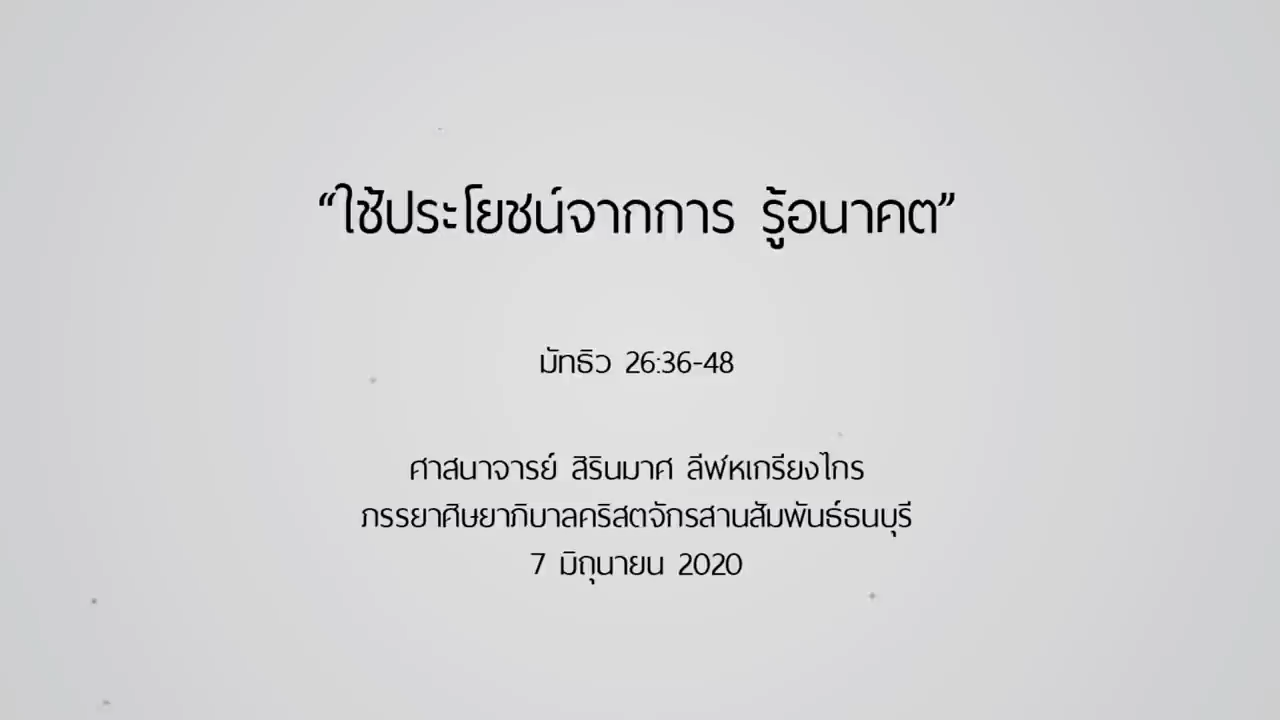 “ใช้ประโยชน์จากการ รู้อนาคต”
มัทธิว 26:36-48
ศาสนาจารย์ สิรินมาศ ลีฬหเกรียงไกร
ภรรยาศิษยาภิบาลคริสตจักรสานสัมพันธ์ธนบุรี
7 มิถุนายน 2020